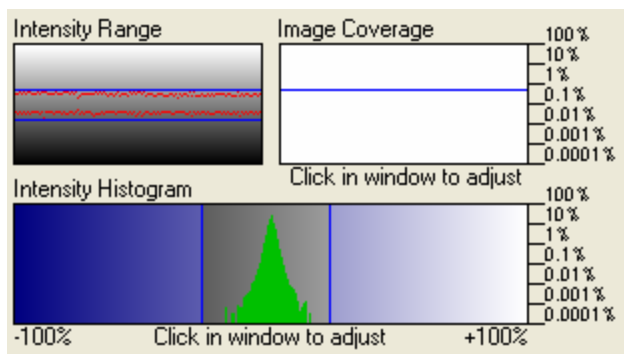 Intensity Range
Image Coverage
100%
10%
1%
0.1%
0.01%
0.001%
0.0001%
Click in window to adjust
Intensity Histogram
100%
10%
1%
0.1%
0.01%
0.001%
0.0001%
-100% Click in window to adjust +100%